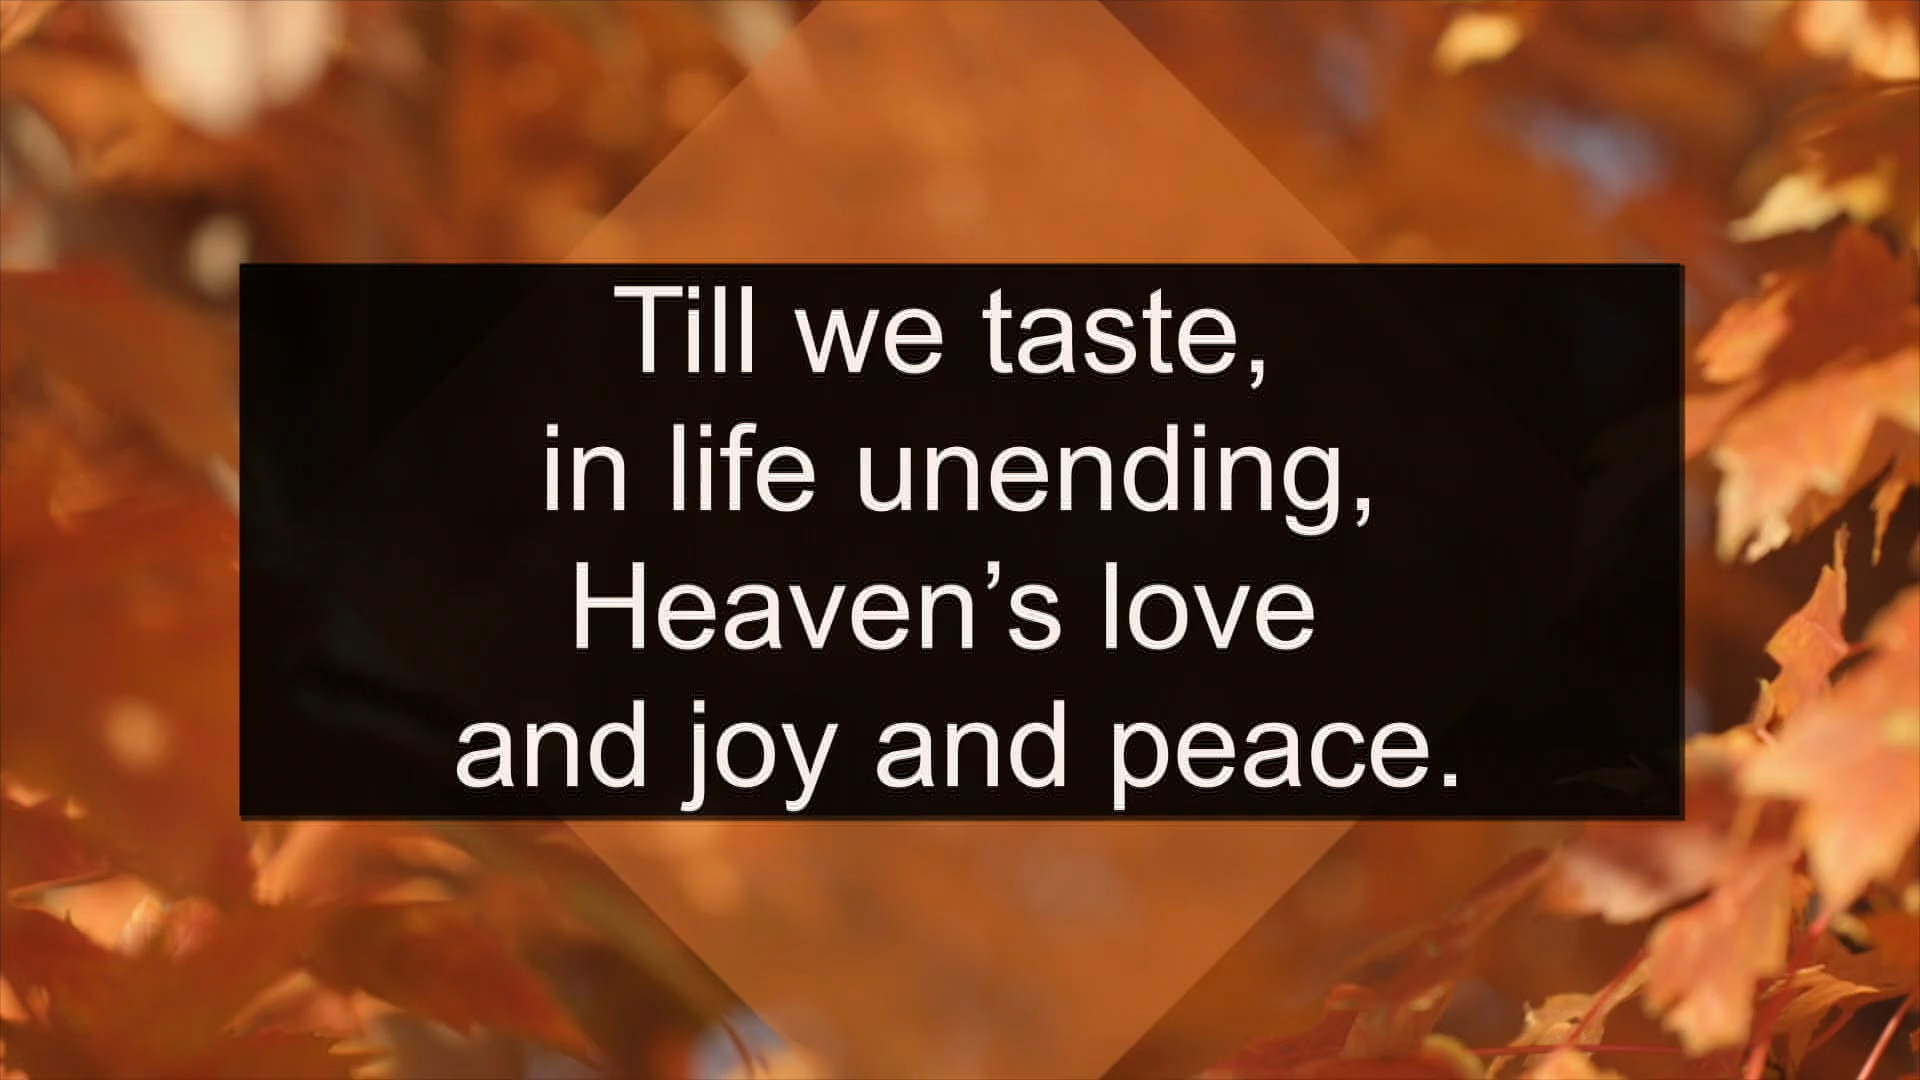 Till we taste,
in life unending,
Heaven’s love
and joy and peace.